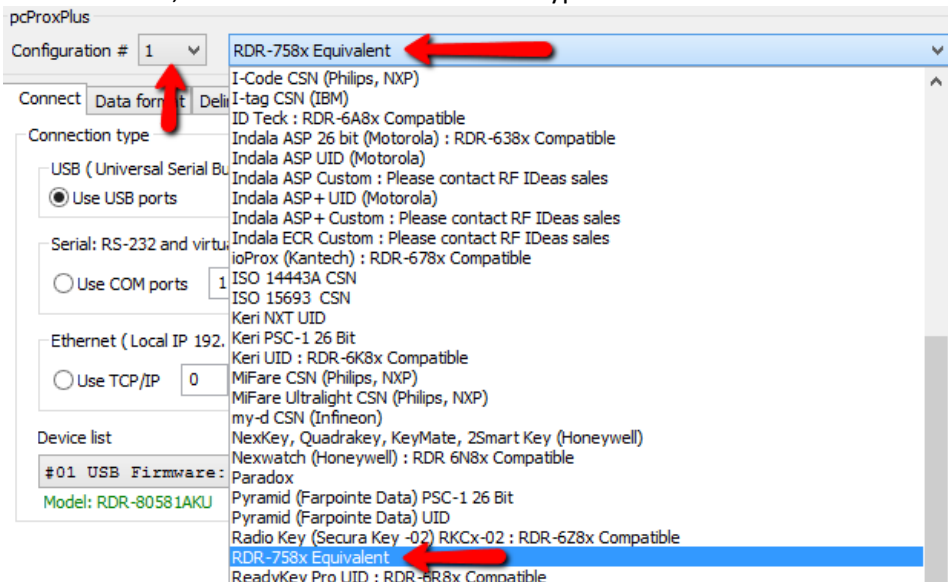 pcProxPlus
Configuration # 1 RDR-758x Equivalent
Connect Data format Deli
Connection type
USB ( Universal Serial Bu
Use USB ports
Serial: RS-232 and virtu
Use COM ports 1
Ethernet ( Local IP 192.
Use TCP/IP 0
Device list
#01 USB Firmware:
Model: RDR-80581AKU
I-Code CSN (Philips, NXP)
I-tag CSN (IBM)
ID Teck : RDR-6A8x Compatible
Indala ASP 26 bit (Motorola) : RDR-638x Compatible
Indala ASP UID (Motorola)
Indala ASP Custom : Please contact RF IDeas sales
Indala ASP+ UID (Motorola)
Indala ASP+ Custom : Please contact RF IDeas sales
Indala ECR Custom : Please contact RF IDeas sales
ioProx (Kantech) : RDR-678x Compatible
ISO 14443A CSN
ISO 15693 CSN
Keri NXT UID
Keri PSC-1 26 Bit
Keri UID : RDR-6K8x Compatible
MiFare CSN (Philips, NXP)
MiFare Ultralight CSN (Philips, NXP)
my-d CSN (Infineon)
NexKey, Quadrakey, KeyMate, 2Smart Key (Honeywell)
Nexwatch (Honeywell) : RDR 6N8x Compatible
Paradox
Pyramid (Farpointe Data) PSC-1 26 Bit
Pyramid (Farpointe Data) UID
Radio Key (Secura Key -02) RKCx-02 : RDR-6Z8x Compatible
RDR-758x Equivalent
ReadyKey Pro UID : RDR-6R8x Compatible